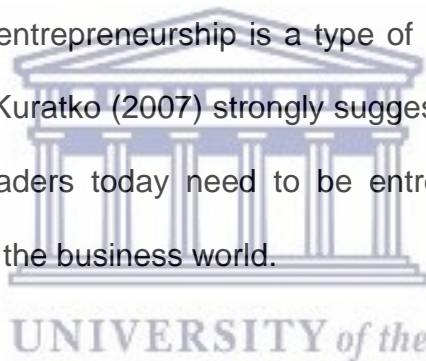 entrepreneurship is a type of
Kuratko (2007) strongly sugges
aders today need to be entre
the business world.
UNIVERSITY of the